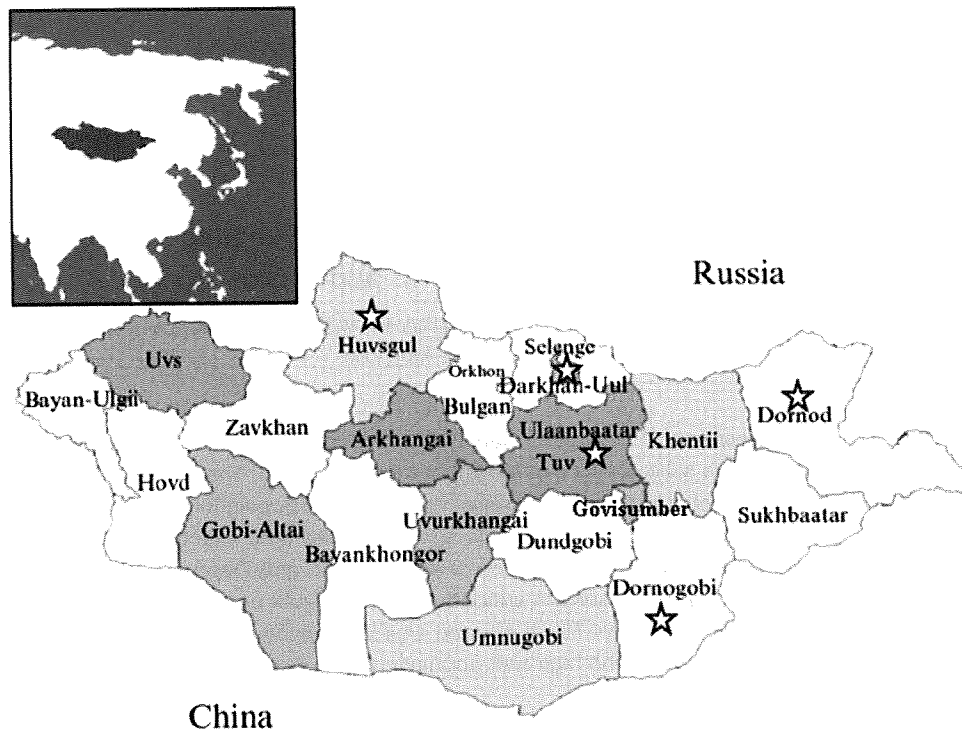 Russia
Huvsgul
Selenge
Uvs
Orkhon
Darkhan-Uul
Bayan-Ulgii
Bulgan
Dornod
Zavkhan
Arkhangai
Ulaanbaatar
Khentii
Tuv
Hovd
Govisumber
Sukhbaatar
Gobi-Altai
Uvurkhangai
Dundgobi
Bayankhongor
Dornogobi
Umnugobi
China